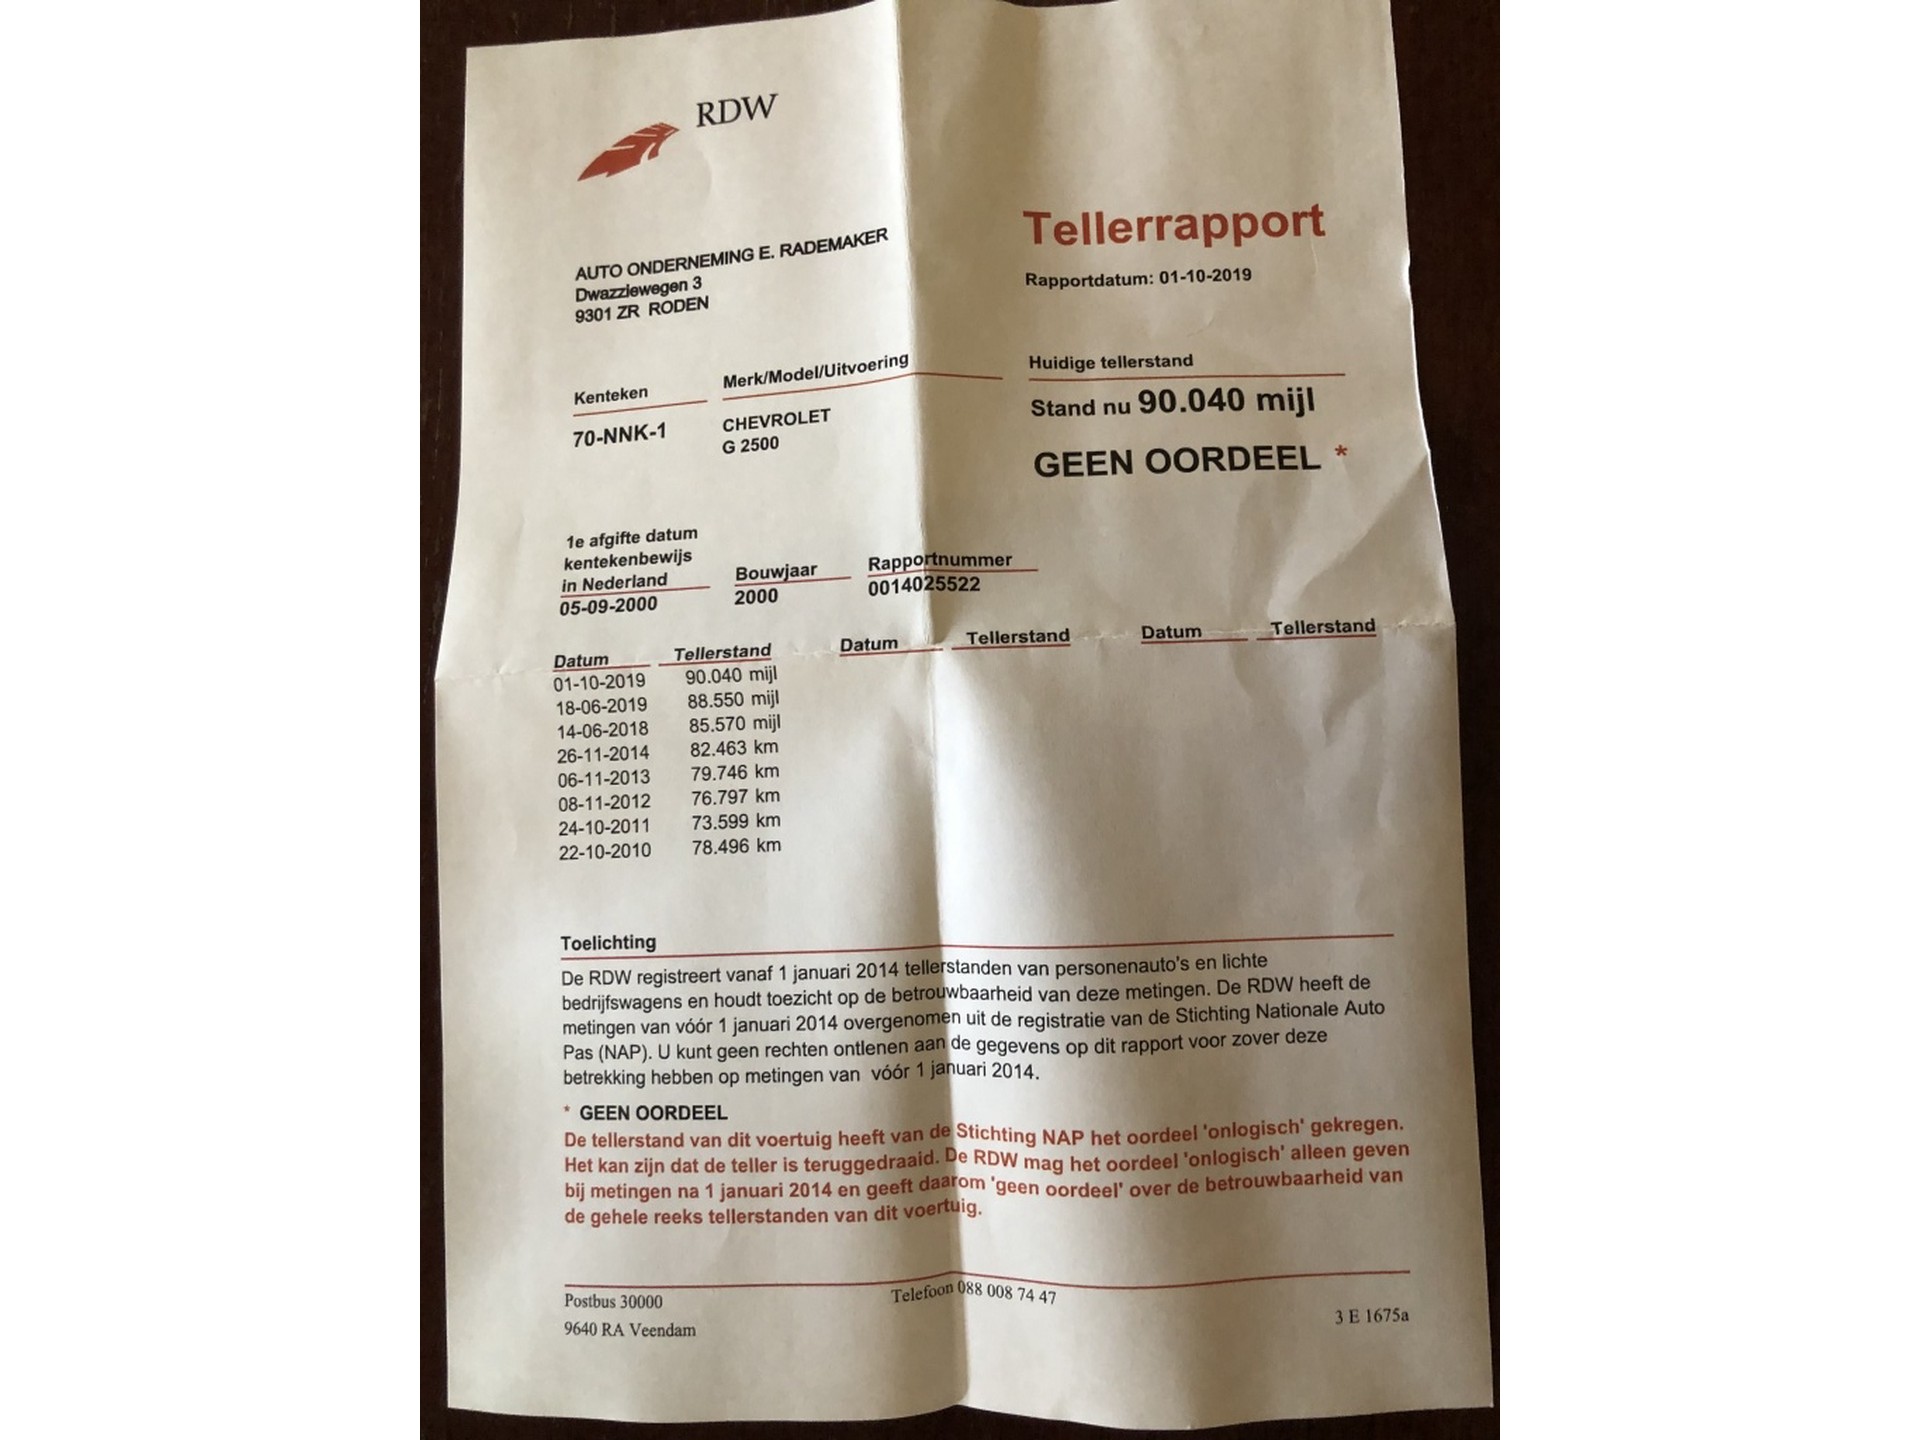 RDW
Tellerrapport
Rapportdatum: 01-10-2019
AUTO ONDERNEMING E. RADEMAKER
Dwazziewegen 3
9301 ZR RODEN
Kenteken
Merk/Model/Uitvoering
Huidige tellerstand
70-NNK-1
CHEVROLET
G 2500
Stand nu 90.040 mijl
GEEN OORDEEL *
1e afgifte datum
kentekenbewijs
in Nederland
05-09-2000
Bouwjaar
2000
Rapportnummer
0014025522
Datum Tellerstand Datum Tellerstand Datum Tellerstand
01-10-2019 90.040 mijl
18-06-2019 88.550 mijl
14-06-2018 85.570 mijl
26-11-2014 82.463 km
06-11-2013 79.746 km
08-11-2012 76.797 km
24-10-2011 73.599 km
22-10-2010 78.496 km
Toelichting
De RDW registreert vanaf 1 januari 2014 tellerstanden van personenauto's en lichte
bedrijfswagens en houdt toezicht op de betrouwbaarheid van deze metingen. De RDW heeft de
metingen van vóór 1 januari 2014 overgenomen uit de registratie van de Stichting Nationale Auto
Pas (NAP). U kunt geen rechten ontlenen aan de gegevens op dit rapport voor zover deze
betrekking hebben op metingen van vóór 1 januari 2014.
* GEEN OORDEEL
De tellerstand van dit voertuig heeft van de Stichting NAP het oordeel 'onlogisch' gekregen.
Het kan zijn dat de teller is teruggedraaid. De RDW mag het oordeel 'onlogisch' alleen geven
bij metingen na 1 januari 2014 en geeft daarom 'geen oordeel' over de betrouwbaarheid van
de gehele reeks tellerstanden van dit voertuig.
Postbus 30000
9640 RA Veendam
Telefoon 088 008 74 47
3 E 1675a